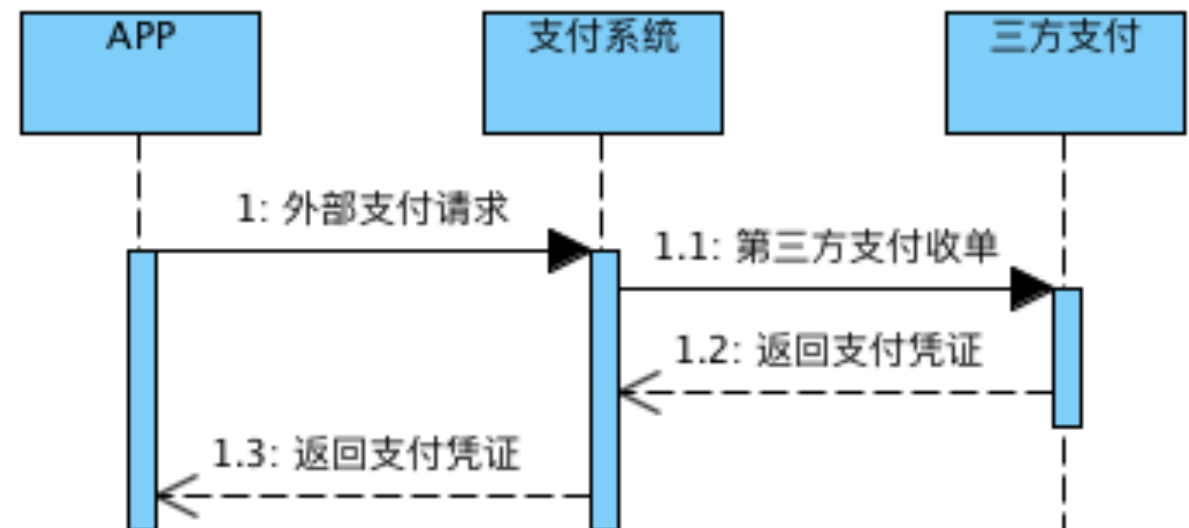 APP
支付系统
三方支付
1: 外部支付请求
1.1: 第三方支付收单
1.2: 返回支付凭证
1.3: 返回支付凭证